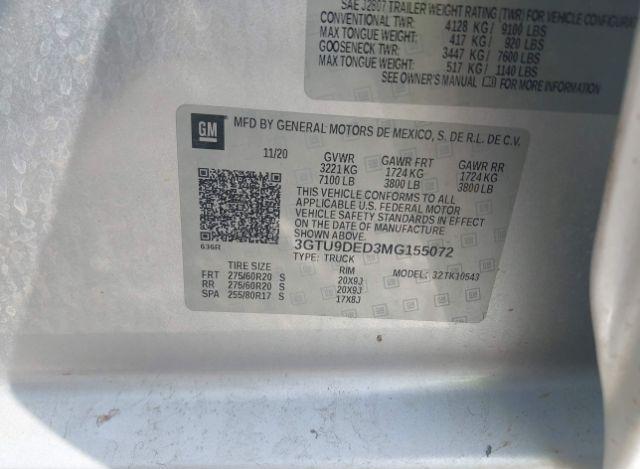 SAE J2807 TRAILER WEIGHT RATING (TWR) FOR VEHICLE
CONVENTIONAL TWR: 4128 KG / 9100 LBS
MAX TONGUE WEIGHT: 417 KG / 920 LBS
GOOSENECK TWR: 3447 KG / 7600 LBS
MAX TONGUE WEIGHT: 517 KG / 1140 LBS
SEE OWNER'S MANUAL FOR MORE INFORMATION
GM
MFD BY GENERAL MOTORS DE MEXICO, S. DE R.L. DE C.V.
11/20 GVWR GAWR FRT GAWR RR
3221 KG 1724 KG 1724 KG
7100 LB 3800 LB 3800 LB
THIS VEHICLE CONFORMS TO ALL
APPLICABLE U.S. FEDERAL MOTOR
VEHICLE SAFETY STANDARDS IN EFFECT
ON THE DATE OF MANUFACTURE
SHOWN ABOVE.
636R
3GTU9DED3MG155072
TYPE: TRUCK
MODEL: 32TK10543
TIRE SIZE RIM
FRT 275/60R20 S 20X9J
RR 275/60R20 S 20X9J
SPA 255/80R17 S 17X8J